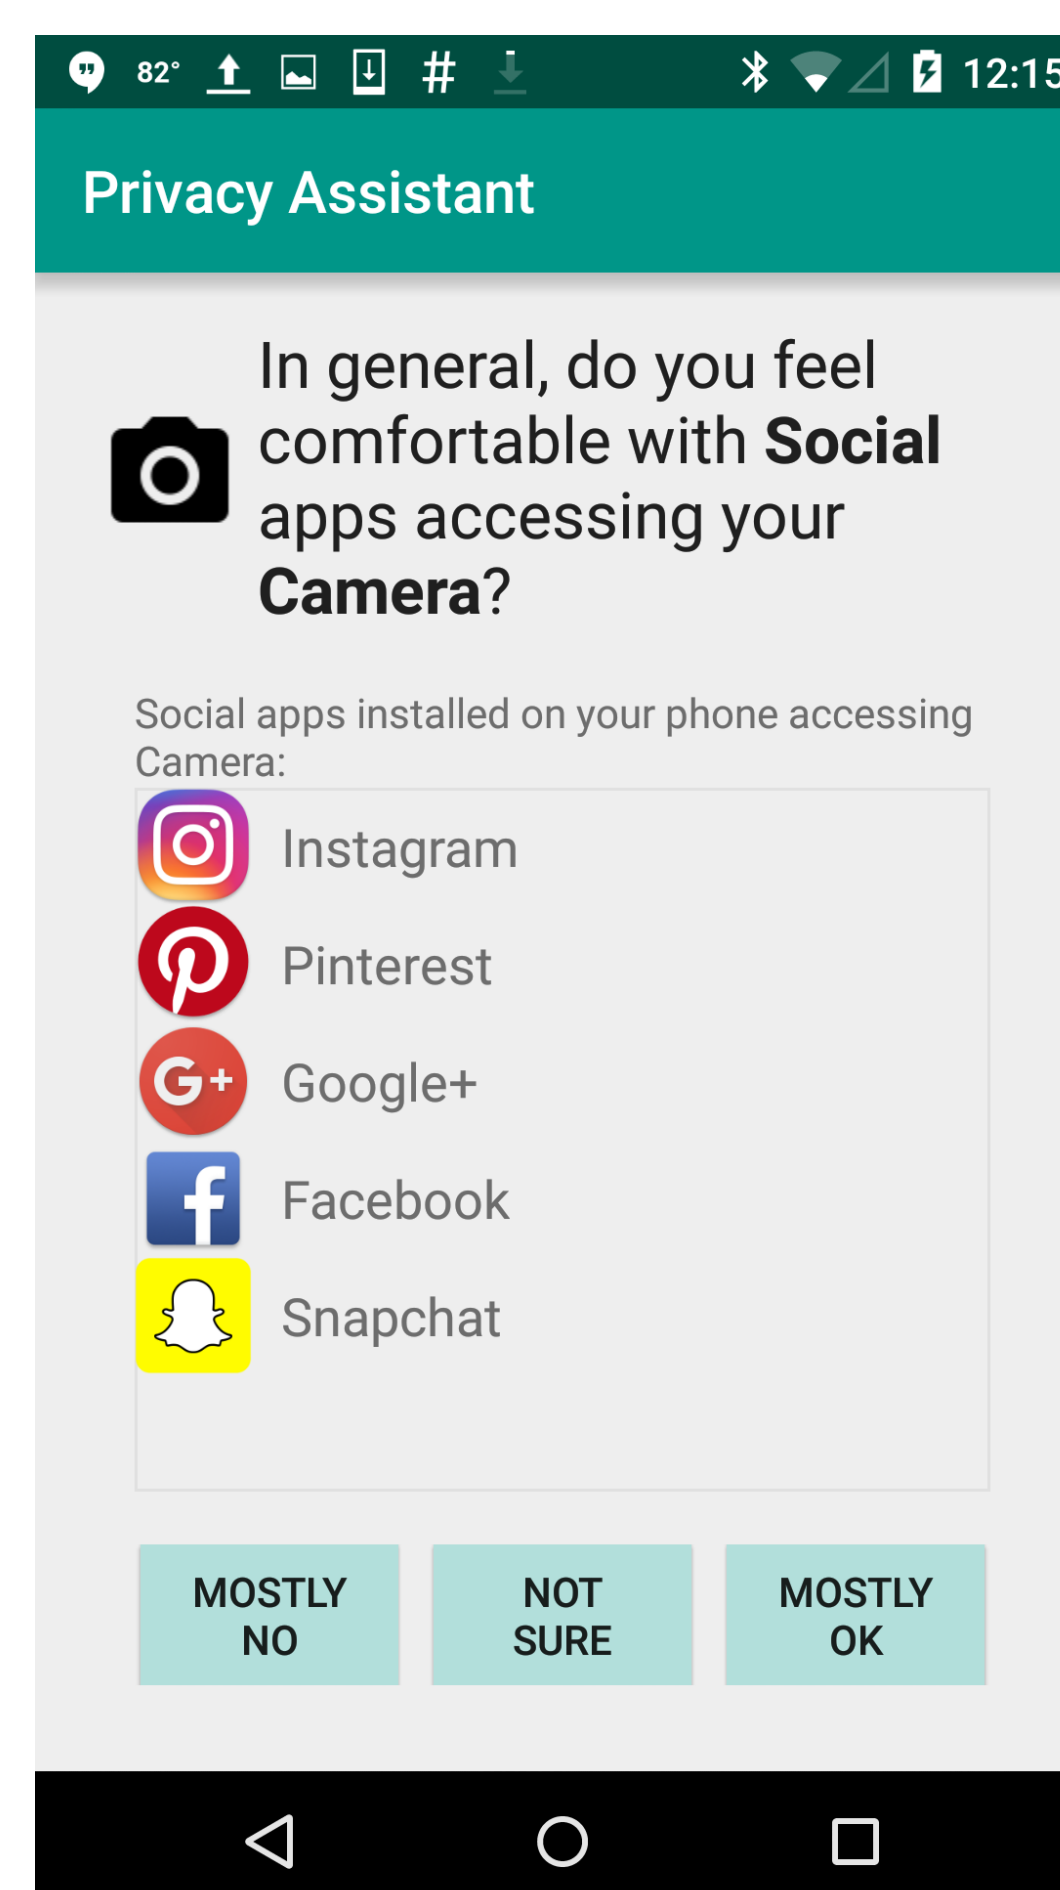 82° # 12:15
Privacy Assistant
In general, do you feel
comfortable with Social
apps accessing your
Camera?
Social apps installed on your phone accessing
Camera:
Instagram
Pinterest
G+ Google+
f Facebook
Snapchat
MOSTLY NO
NOT SURE
MOSTLY OK